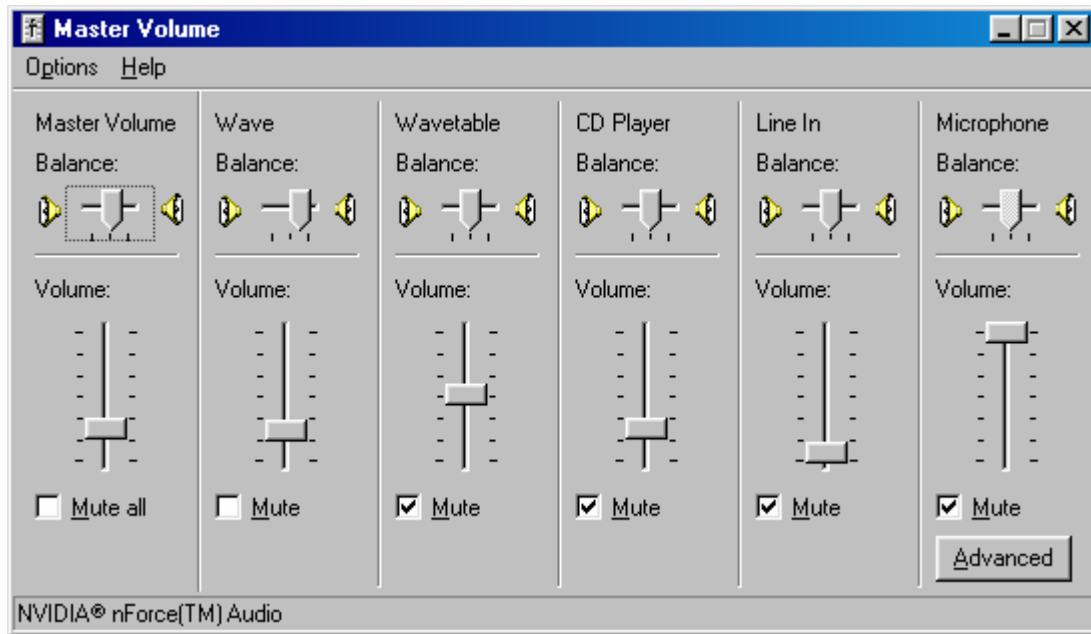 Master Volume
Options Help
Master Volume Wave Wavetable CD Player Line In Microphone
Balance: Balance: Balance: Balance: Balance: Balance:
Volume: Volume: Volume: Volume: Volume: Volume:
Mute all Mute Mute Mute Mute Mute
Advanced
NVIDIA® nForce(TM) Audio